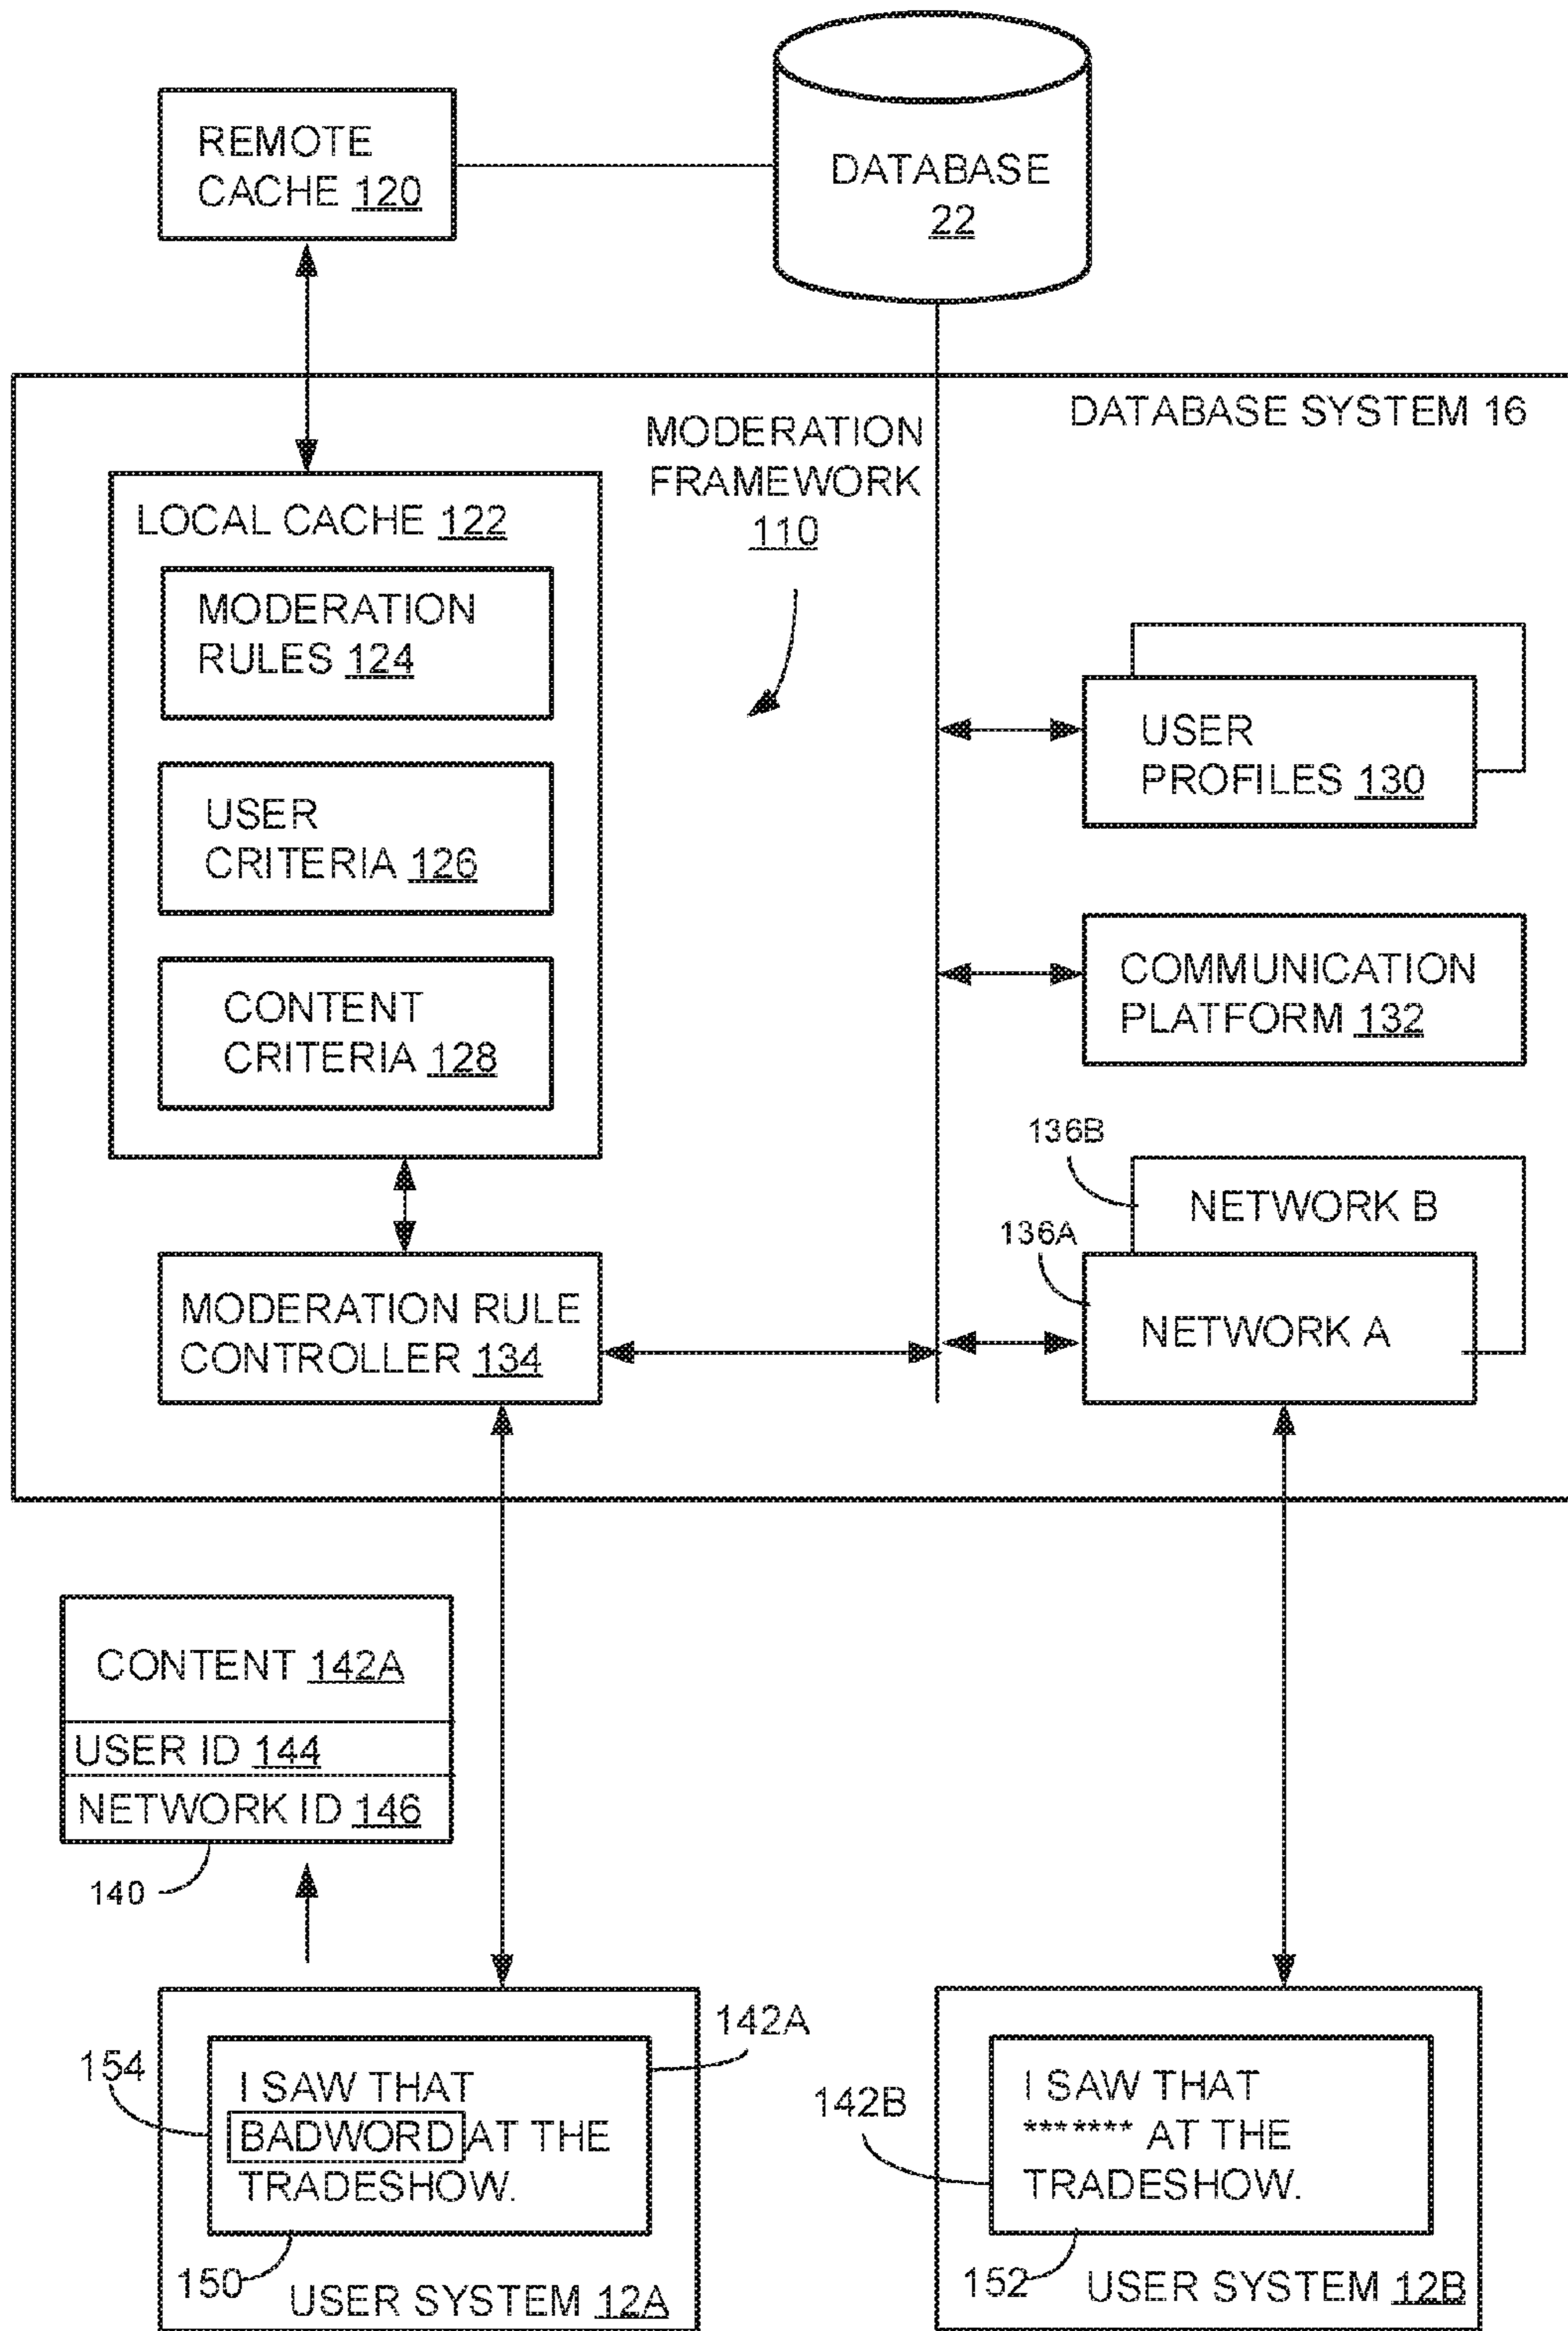 REMOTE
CACHE 120
DATABASE
22
DATABASE SYSTEM 16
MODERATION
FRAMEWORK
110
LOCAL CACHE 122
MODERATION
RULES 124
USER
CRITERIA 126
CONTENT
CRITERIA 128
USER
PROFILES 130
COMMUNICATION
PLATFORM 132
136B
NETWORK B
136A
NETWORK A
MODERATION RULE
CONTROLLER 134
CONTENT 142A
USER ID 144
NETWORK ID 146
140
142A
154
I SAW THAT
BADWORD AT THE
TRADESHOW.
150
USER SYSTEM 12A
142B
I SAW THAT
******* AT THE
TRADESHOW.
152
USER SYSTEM 12B